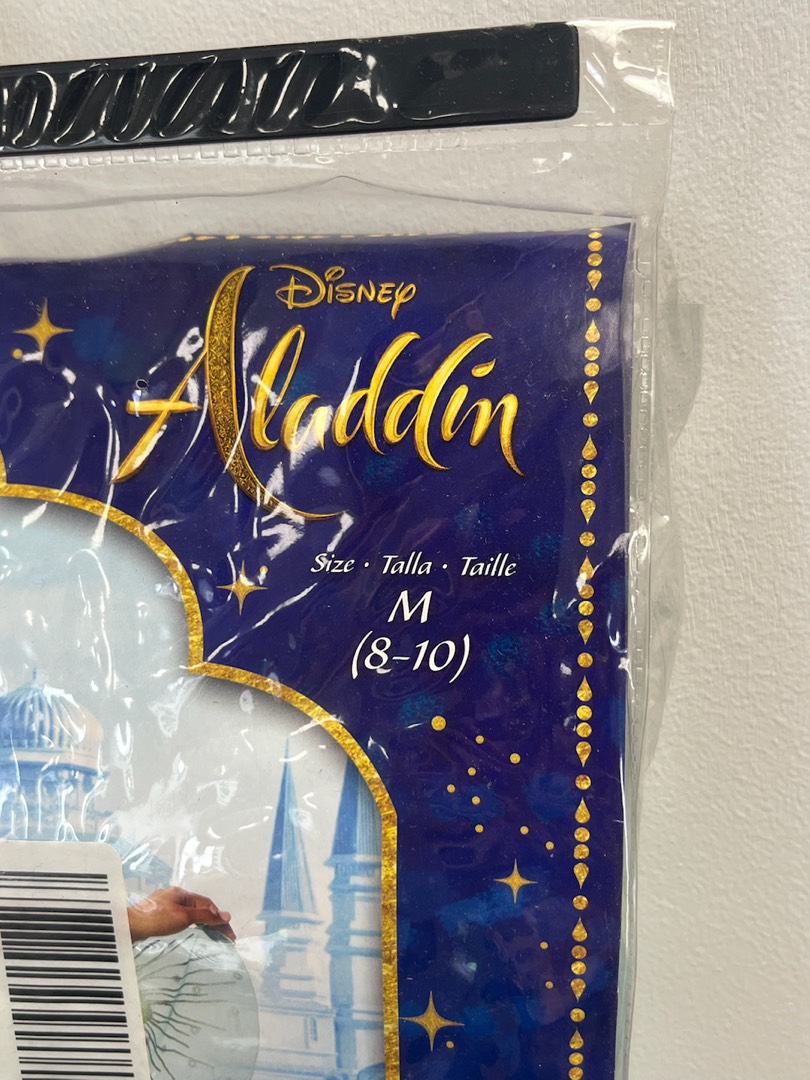 Disney
Aladdin
Size · Talla · Taille
M
(8-10)